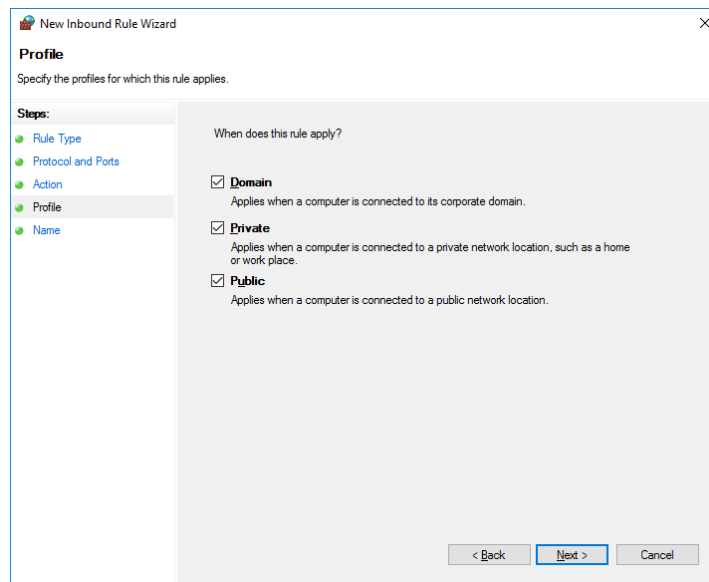 New Inbound Rule Wizard
Profile
Specify the profiles for which this rule applies.
Steps:
Rule Type
Protocol and Ports
Action
Profile
Name
When does this rule apply?
Domain
Applies when a computer is connected to its corporate domain.
Private
Applies when a computer is connected to a private network location, such as a home
or work place.
Public
Applies when a computer is connected to a public network location.
< Back
Next >
Cancel